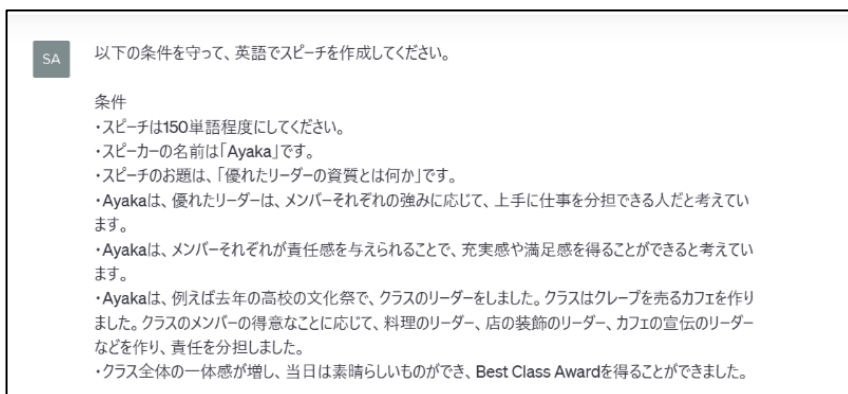 SA
以下の条件を守って、英語でスピーチを作成してください。
条件
・スピーチは150単語程度にしてください。
・スピーカーの名前は「Ayaka」です。
・スピーチのお題は、「優れたリーダーの資質とは何か」です。
・Ayakaは、優れたリーダーは、メンバーそれぞれの強みに応じて、上手に仕事を分担できる人だと考えてい
ます。
・Ayakaは、メンバーそれぞれが責任感を与えられることで、充実感や満足感を得ることができると考えてい
ます。
・Ayakaは、例えば去年の高校の文化祭で、クラスのリーダーをしました。クラスはクレープを売るカフェを作り
ました。クラスのメンバーの得意なことに応じて、料理のリーダー、店の装飾のリーダー、カフェの宣伝のリーダー
などを作り、責任を分担しました。
・クラス全体の一体感が増し、当日は素晴らしいものができ、Best Class Awardを得ることができました。